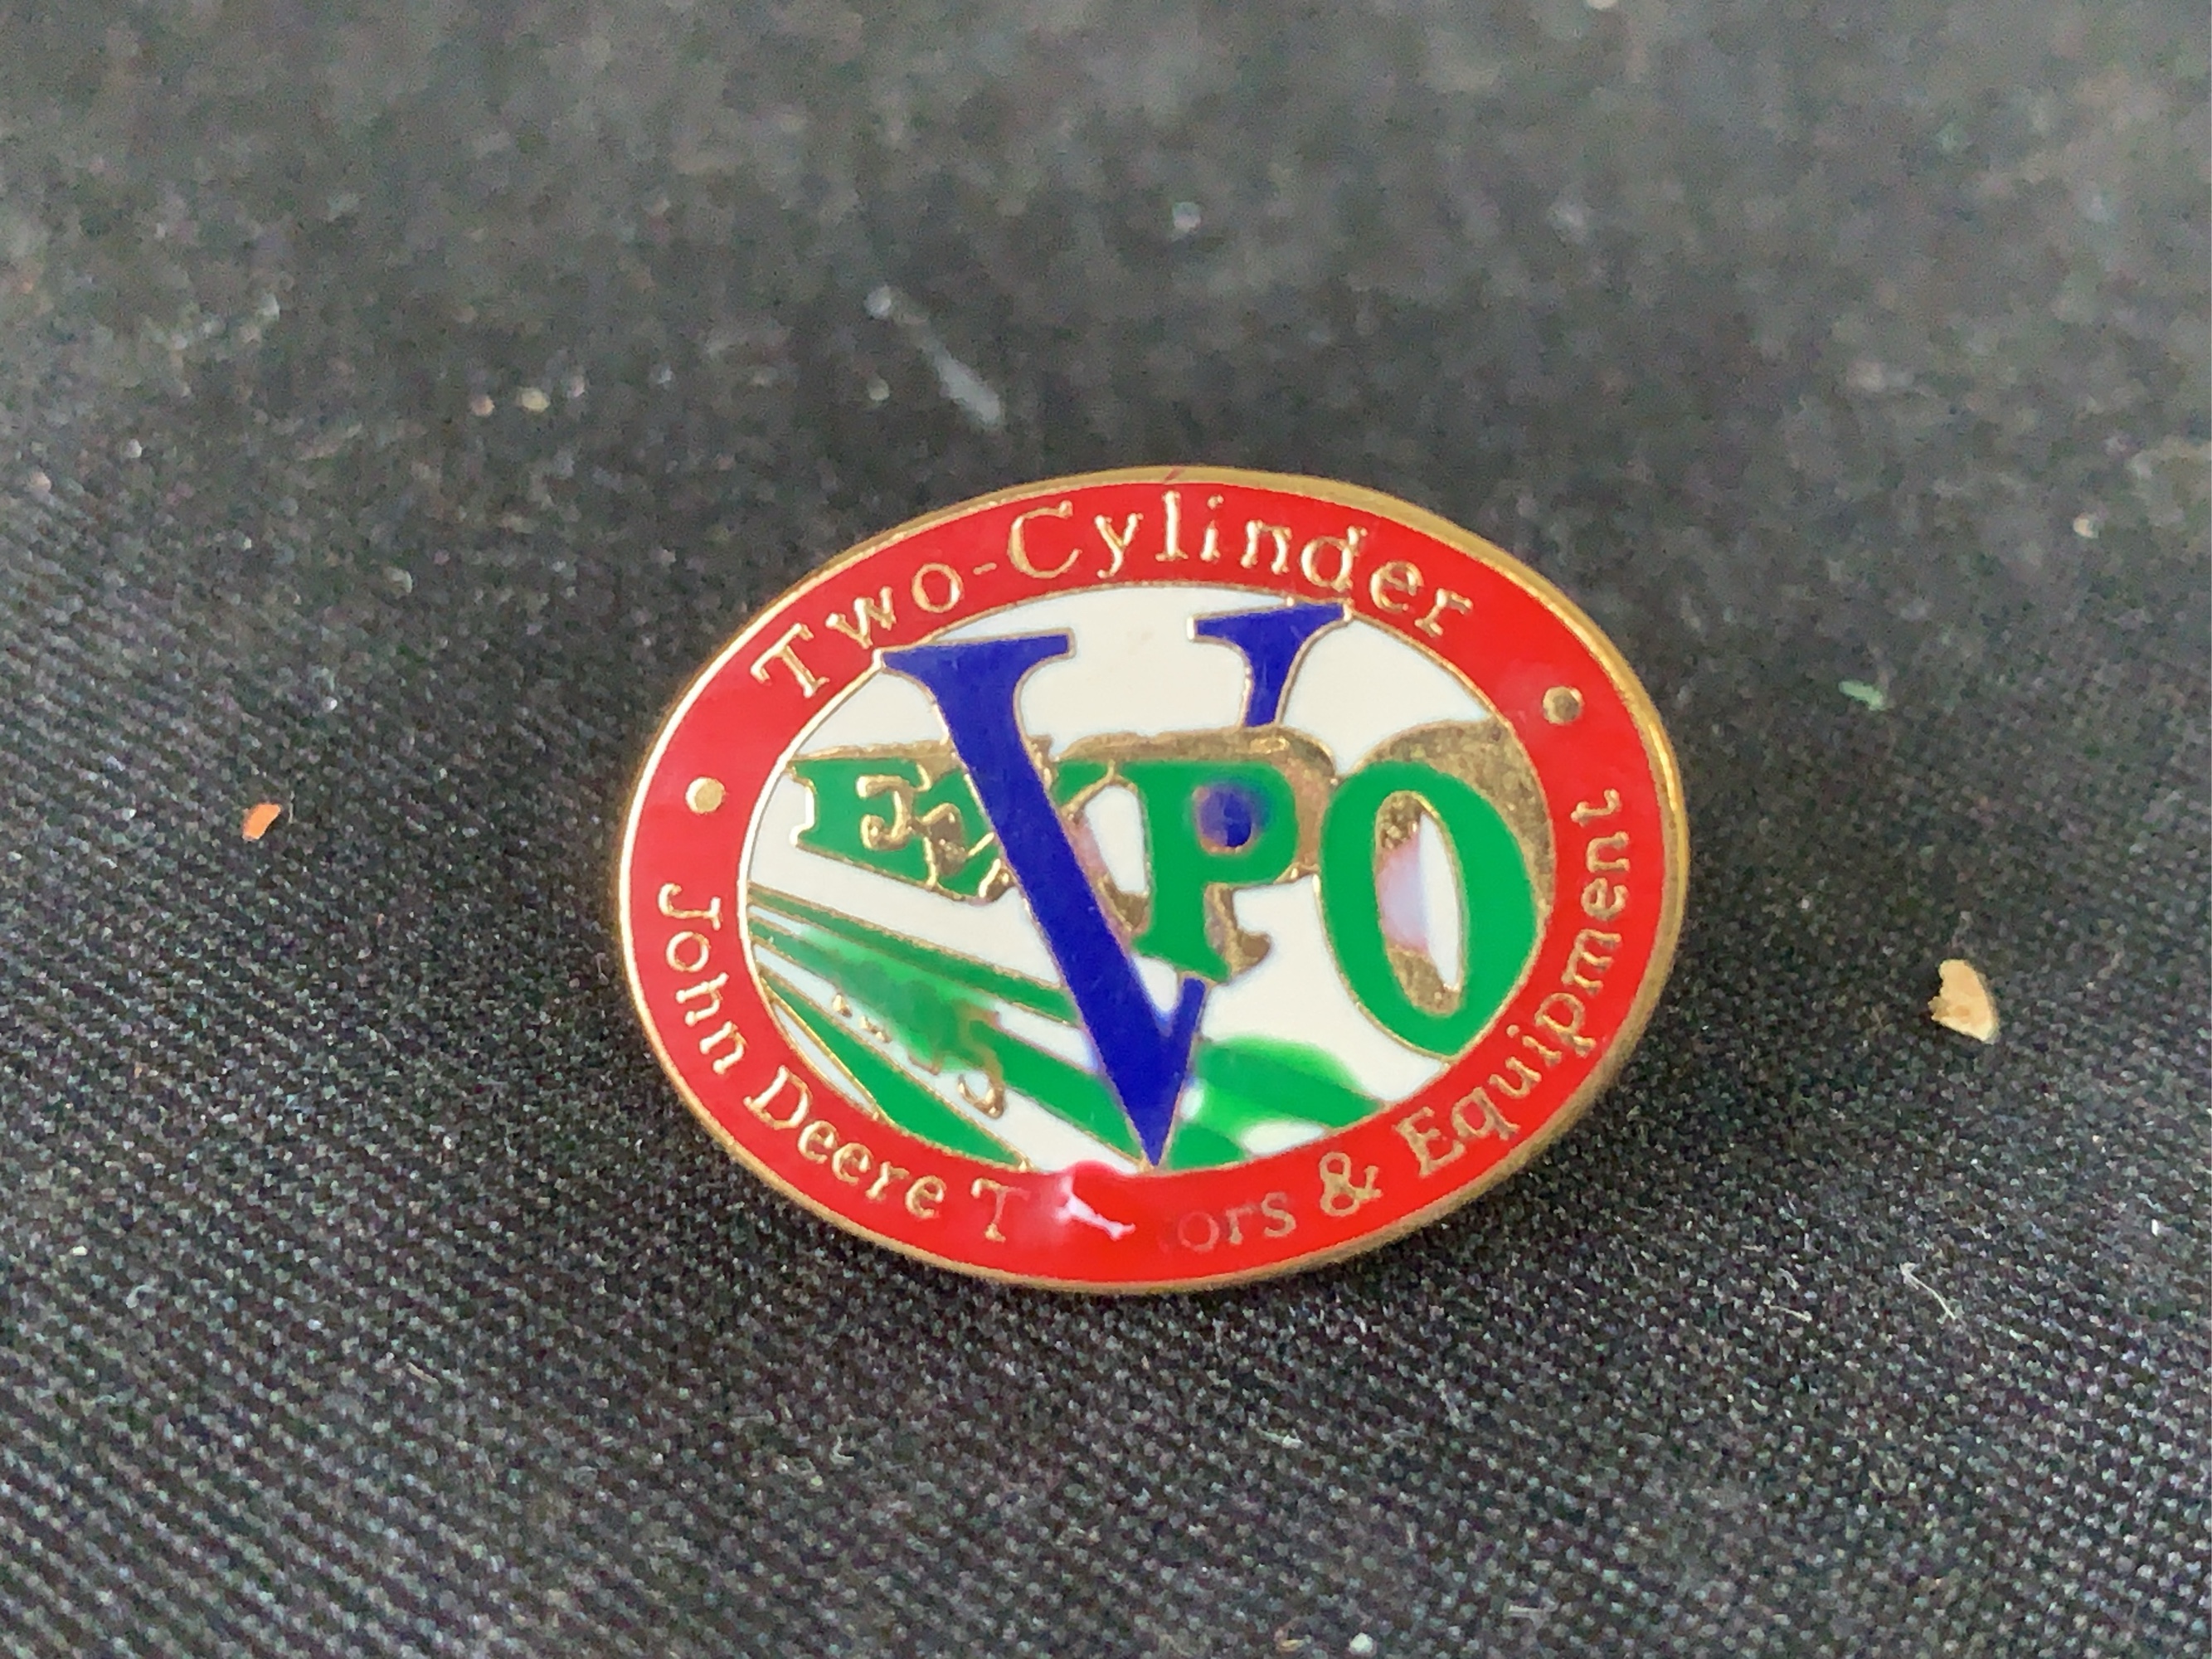 Two-Cylinder
V
EXPO
John Deere T ors & Equipment